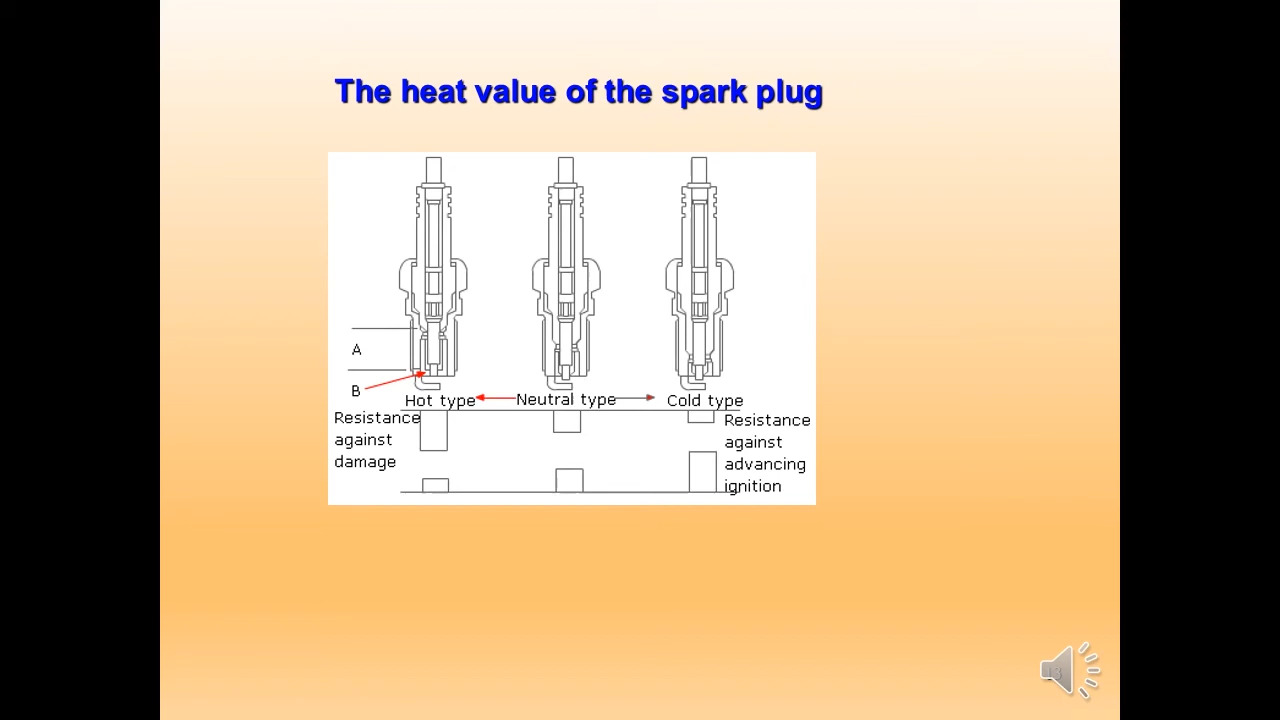 The heat value of the spark plug
A
B
Hot type
Neutral type
Cold type
Resistance
against
damage
Resistance
against
advancing
ignition
13